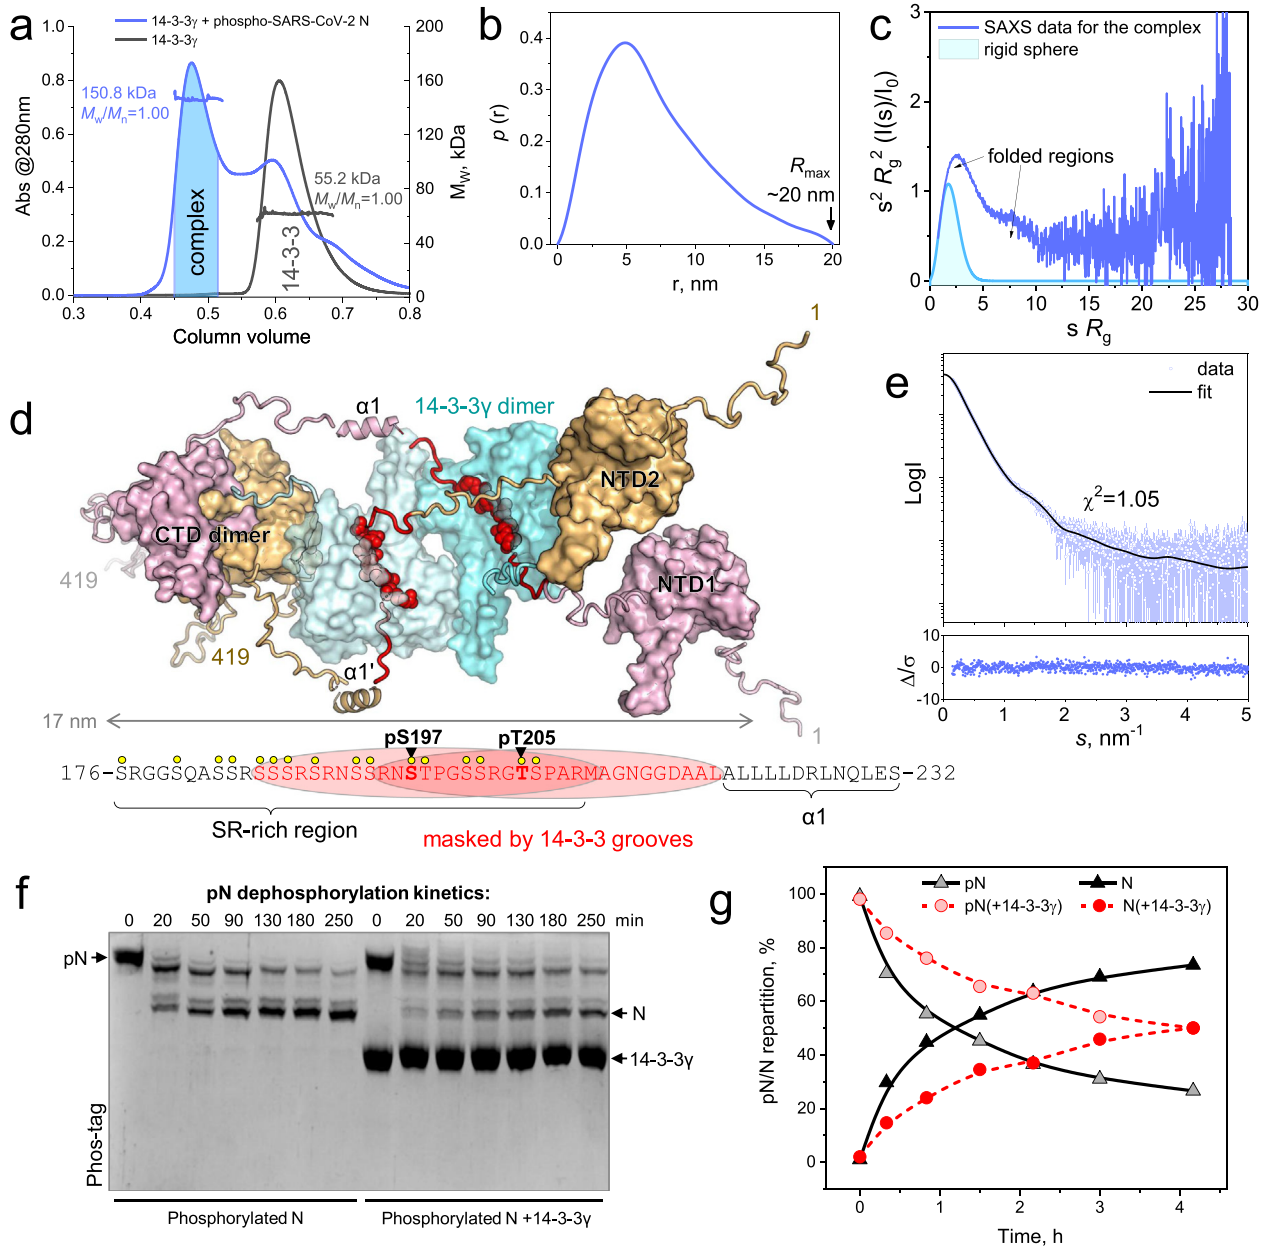 a
14-3-3γ + phospho-SARS-CoV-2 N
14-3-3γ
1.0
0.8
0.6
0.4
0.2
0.0
Abs @280nm
200
160
120
80
40
0
M_W, kDa
150.8 kDa
M_w/M_n=1.00
55.2 kDa
M_w/M_n=1.00
complex
14-3-3
0.3 0.4 0.5 0.6 0.7 0.8
Column volume
b
0.4
0.3
0.2
0.1
0.0
p (r)
R_max
~20 nm
0 5 10 15 20
r, nm
c
SAXS data for the complex
rigid sphere
3
2
1
0
s² R_g² (I(s)/I₀)
folded regions
0 5 10 15 20 25 30
s R_g
d
α1
14-3-3γ dimer
1
NTD2
CTD dimer
NTD1
419
419
α1'
1
17 nm
pS197 pT205
176-SRGGSQASSRSSSRSRNSSRNSTPGSSRGTSPARMAGNGGDAALALLLLDRLNQLES-232
SR-rich region
masked by 14-3-3 grooves
α1
e
data
fit
LogI
χ²=1.05
10
0
-10
Δ/σ
0 1 2 3 4 5
s, nm⁻¹
f
pN dephosphorylation kinetics:
0 20 50 90 130 180 250 0 20 50 90 130 180 250 min
pN
N
14-3-3γ
Phos-tag
Phosphorylated N
Phosphorylated N +14-3-3γ
g
pN
N
pN(+14-3-3γ)
N(+14-3-3γ)
100
80
60
40
20
0
pN/N repartition, %
0 1 2 3 4
Time, h